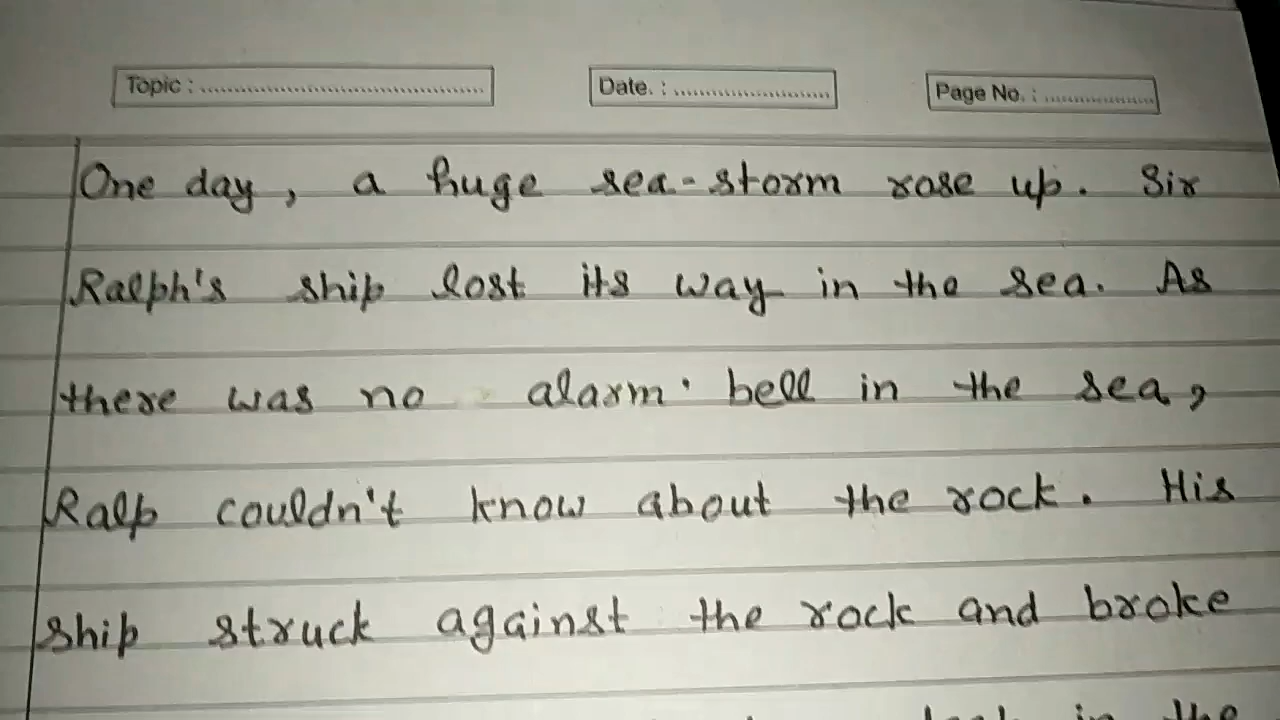 Topic : ........................................ Date. : .......................... Page No. : ....................
One day, a huge sea-storm rose up. Sir
Ralph's ship lost its way in the sea. As
there was no alarm bell in the sea,
Ralp couldn't know about the rock. His
ship struck against the rock and broke
in the